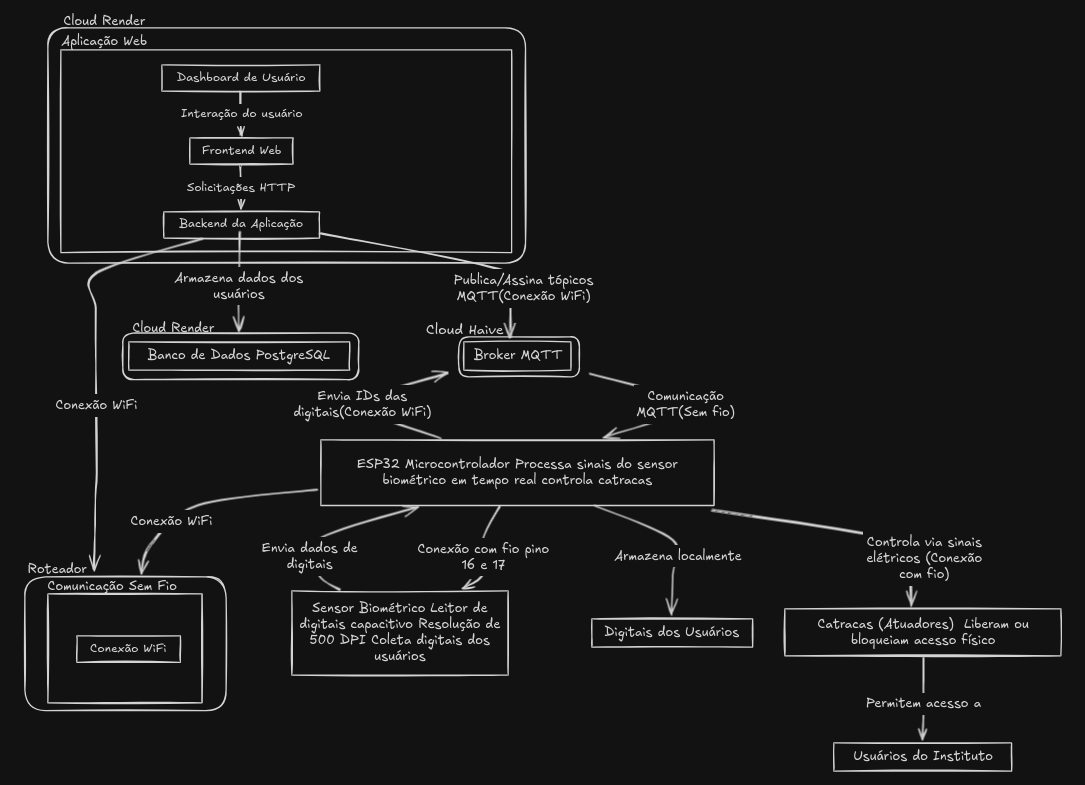 Cloud Render
Aplicação Web
Dashboard de Usuário
Interação do usuário
Frontend Web
Solicitações HTTP
Backend da Aplicação
Armazena dados dos
usuários
Publica/Assina tópicos
MQTT(Conexão WiFi)
Cloud Render
Banco de Dados PostgreSQL
Cloud Haive
Broker MQTT
Conexão WiFi
Envia IDs das
digitais(Conexão WiFi)
Comunicação
MQTT(Sem fio)
ESP32 Microcontrolador Processa sinais do sensor
biométrico em tempo real controla catracas
Conexão WiFi
Envia dados de
digitais
Conexão com fio pino
16 e 17
Armazena localmente
Controla via sinais
elétricos (Conexão
com fio)
Roteador
Comunicação Sem Fio
Conexão WiFi
Sensor Biométrico Leitor de
digitais capacitivo Resolução de
500 DPI Coleta digitais dos
usuários
Digitais dos Usuários
Catracas (Atuadores) Liberam ou
bloqueiam acesso físico
Permitem acesso a
Usuários do Instituto